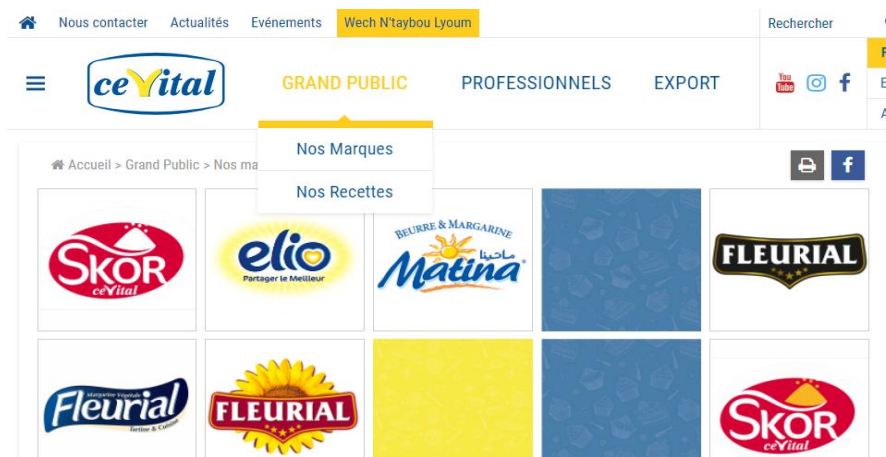 Nous contacter Actualités Evénements Wech N'taybou Lyoum Rechercher
ceVital GRAND PUBLIC PROFESSIONNELS EXPORT You Tube f
Nos Marques
Nos Recettes
Accueil > Grand Public > Nos ma
f
SKOR
ceVital
elio
Partager le Meilleur
BEURRE & MARGARINE
ماتينا
Matina
FLEURIAL
Margarine Végétale
Fleurial
Tartine & Cuisine
FLEURIAL
SKOR
ceVital